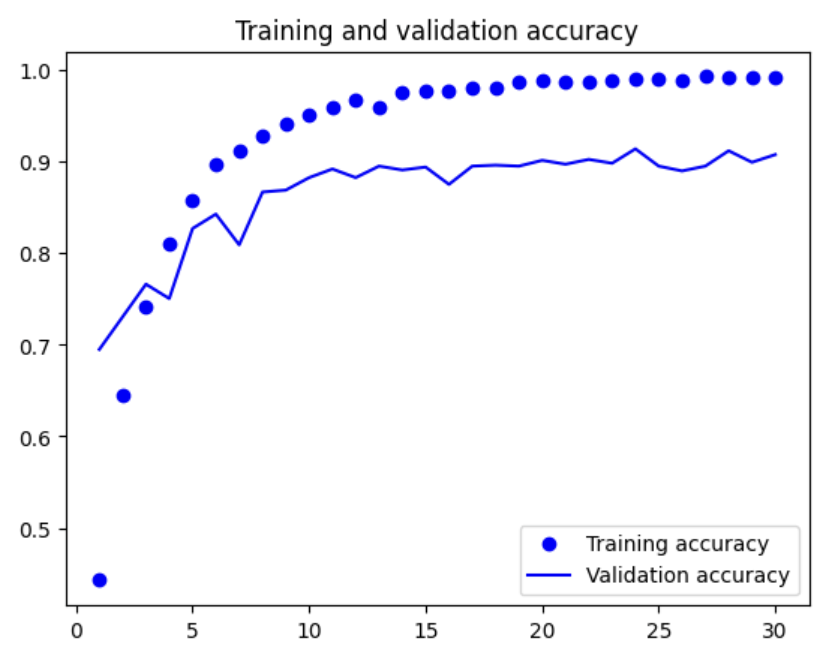 Training and validation accuracy
1.0
0.9
0.8
0.7
0.6
0.5
Training accuracy
Validation accuracy
0 5 10 15 20 25 30